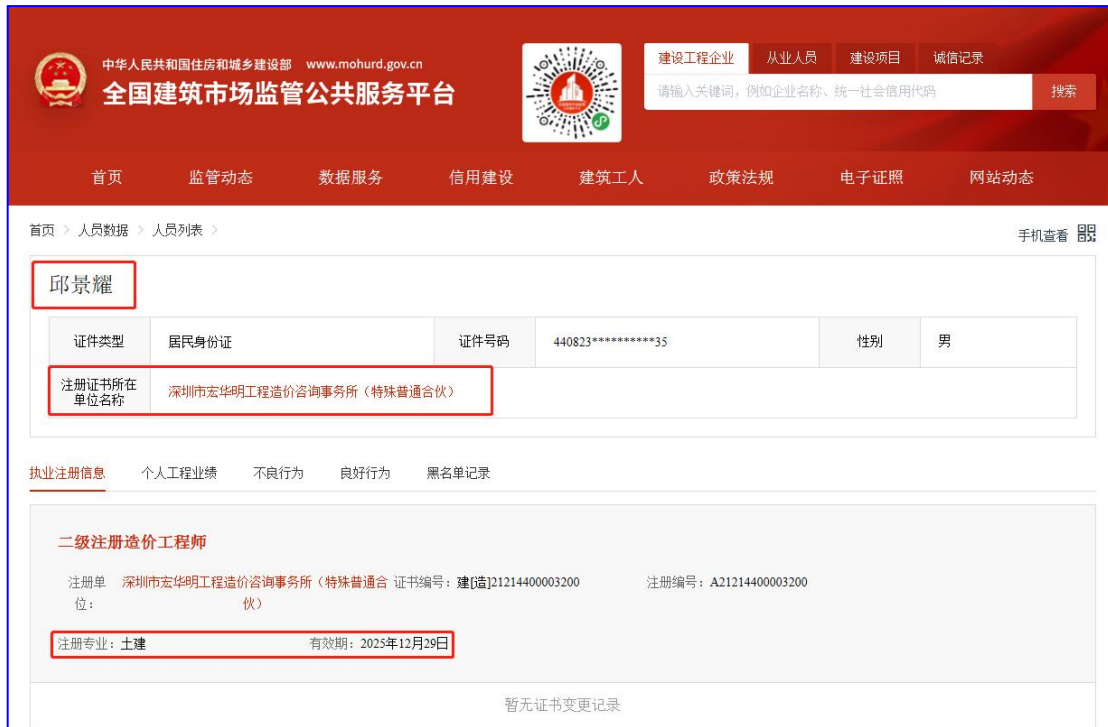 中华人民共和国住房和城乡建设部 www.mohurd.gov.cn
全国建筑市场监管公共服务平台
建设工程企业 从业人员 建设项目 诚信记录
请输入关键词，例如企业名称、统一社会信用代码 搜索
首页 监管动态 数据服务 信用建设 建筑工人 政策法规 电子证照 网站动态
首页 > 人员数据 > 人员列表 >
手机查看
邱景耀
证件类型 居民身份证 证件号码 440823**********35 性别 男
注册证书所在
单位名称
深圳市宏华明工程造价咨询事务所（特殊普通合伙）
执业注册信息 个人工程业绩 不良行为 良好行为 黑名单记录
二级注册造价工程师
注册单 深圳市宏华明工程造价咨询事务所（特殊普通合 证书编号：建[造]21214400003200 注册编号：A21214400003200
位： 伙）
注册专业：土建 有效期：2025年12月29日
暂无证书变更记录